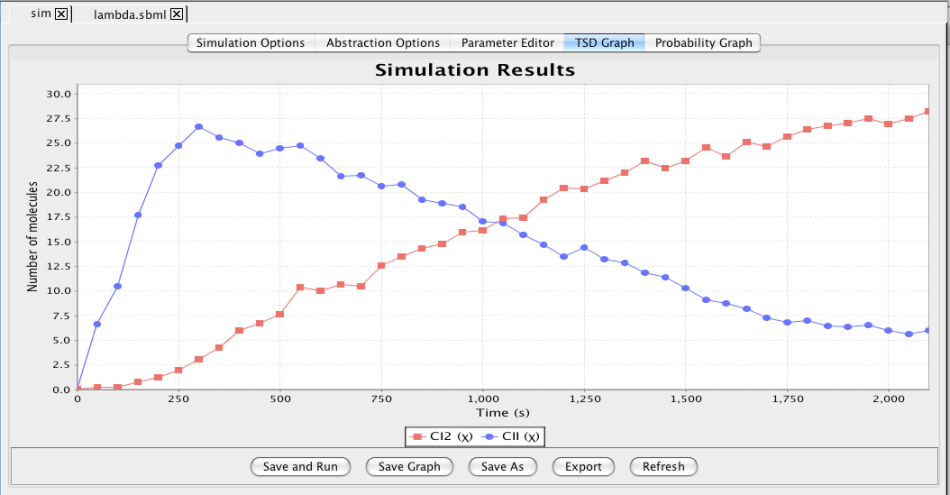 sim lambda.sbml
Simulation Options Abstraction Options Parameter Editor TSD Graph Probability Graph
Simulation Results
30.0
27.5
25.0
22.5
20.0
17.5
15.0
12.5
10.0
7.5
5.0
2.5
0.0
Number of molecules
0 250 500 750 1,000 1,250 1,500 1,750 2,000
Time (s)
CI2 (x) CII (x)
Save and Run Save Graph Save As Export Refresh